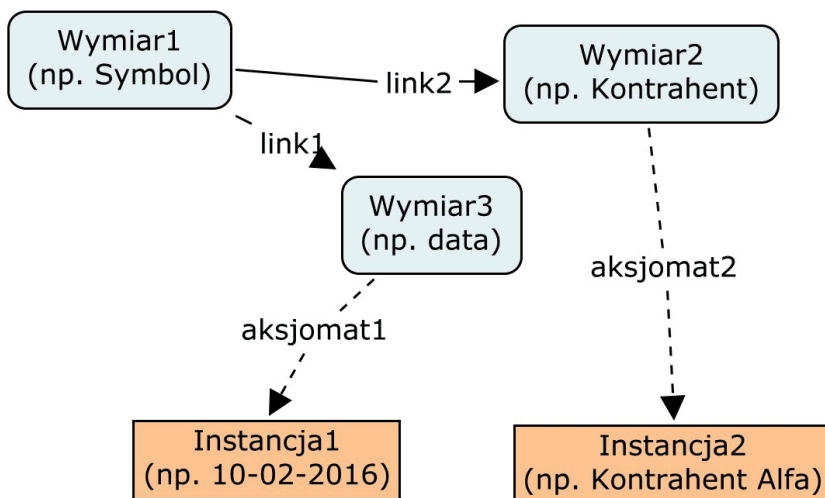 Wymiar1
(np. Symbol)
Wymiar2
(np. Kontrahent)
link2
link1
Wymiar3
(np. data)
aksjomat2
aksjomat1
Instancja1
(np. 10-02-2016)
Instancja2
(np. Kontrahent Alfa)